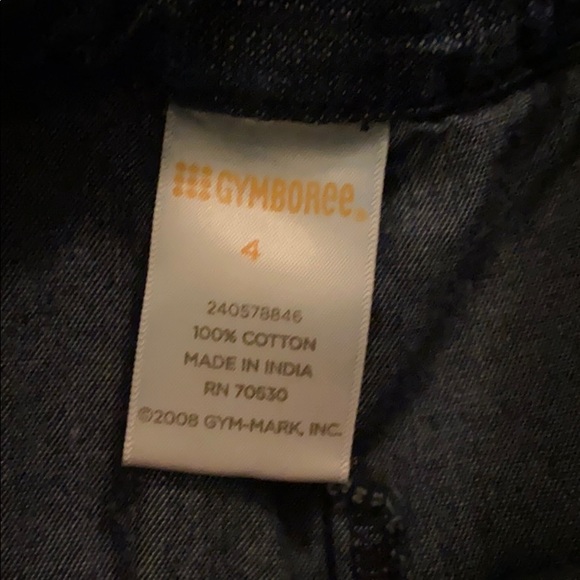 GYMBOREE®
4
240578846
100% COTTON
MADE IN INDIA
RN 70530
©2008 GYM-MARK, INC.